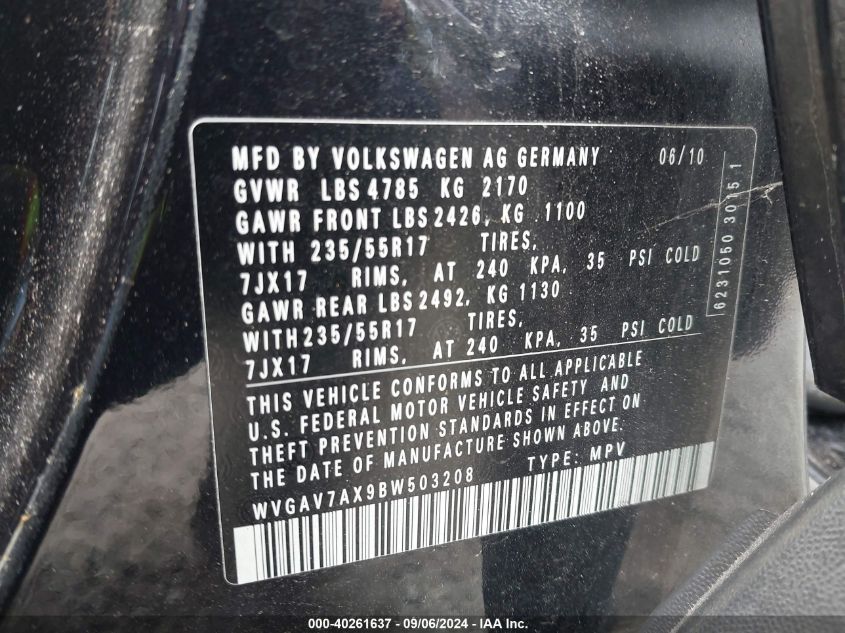 MFD BY VOLKSWAGEN AG GERMANY 06/10
GVWR LBS 4785 KG 2170
GAWR FRONT LBS 2426, KG 1100
WITH 235/55R17 TIRES,
7JX17 RIMS, AT 240 KPA, 35 PSI COLD
GAWR REAR LBS 2492, KG 1130
WITH 235/55R17 TIRES,
7JX17 RIMS, AT 240 KPA, 35 PSI COLD
THIS VEHICLE CONFORMS TO ALL APPLICABLE
U.S. FEDERAL MOTOR VEHICLE SAFETY AND
THEFT PREVENTION STANDARDS IN EFFECT ON
THE DATE OF MANUFACTURE SHOWN ABOVE.
WVGAV7AX9BW503208 TYPE: MPV
6231050 3015 1
000-40261637 - 09/06/2024 - IAA Inc.